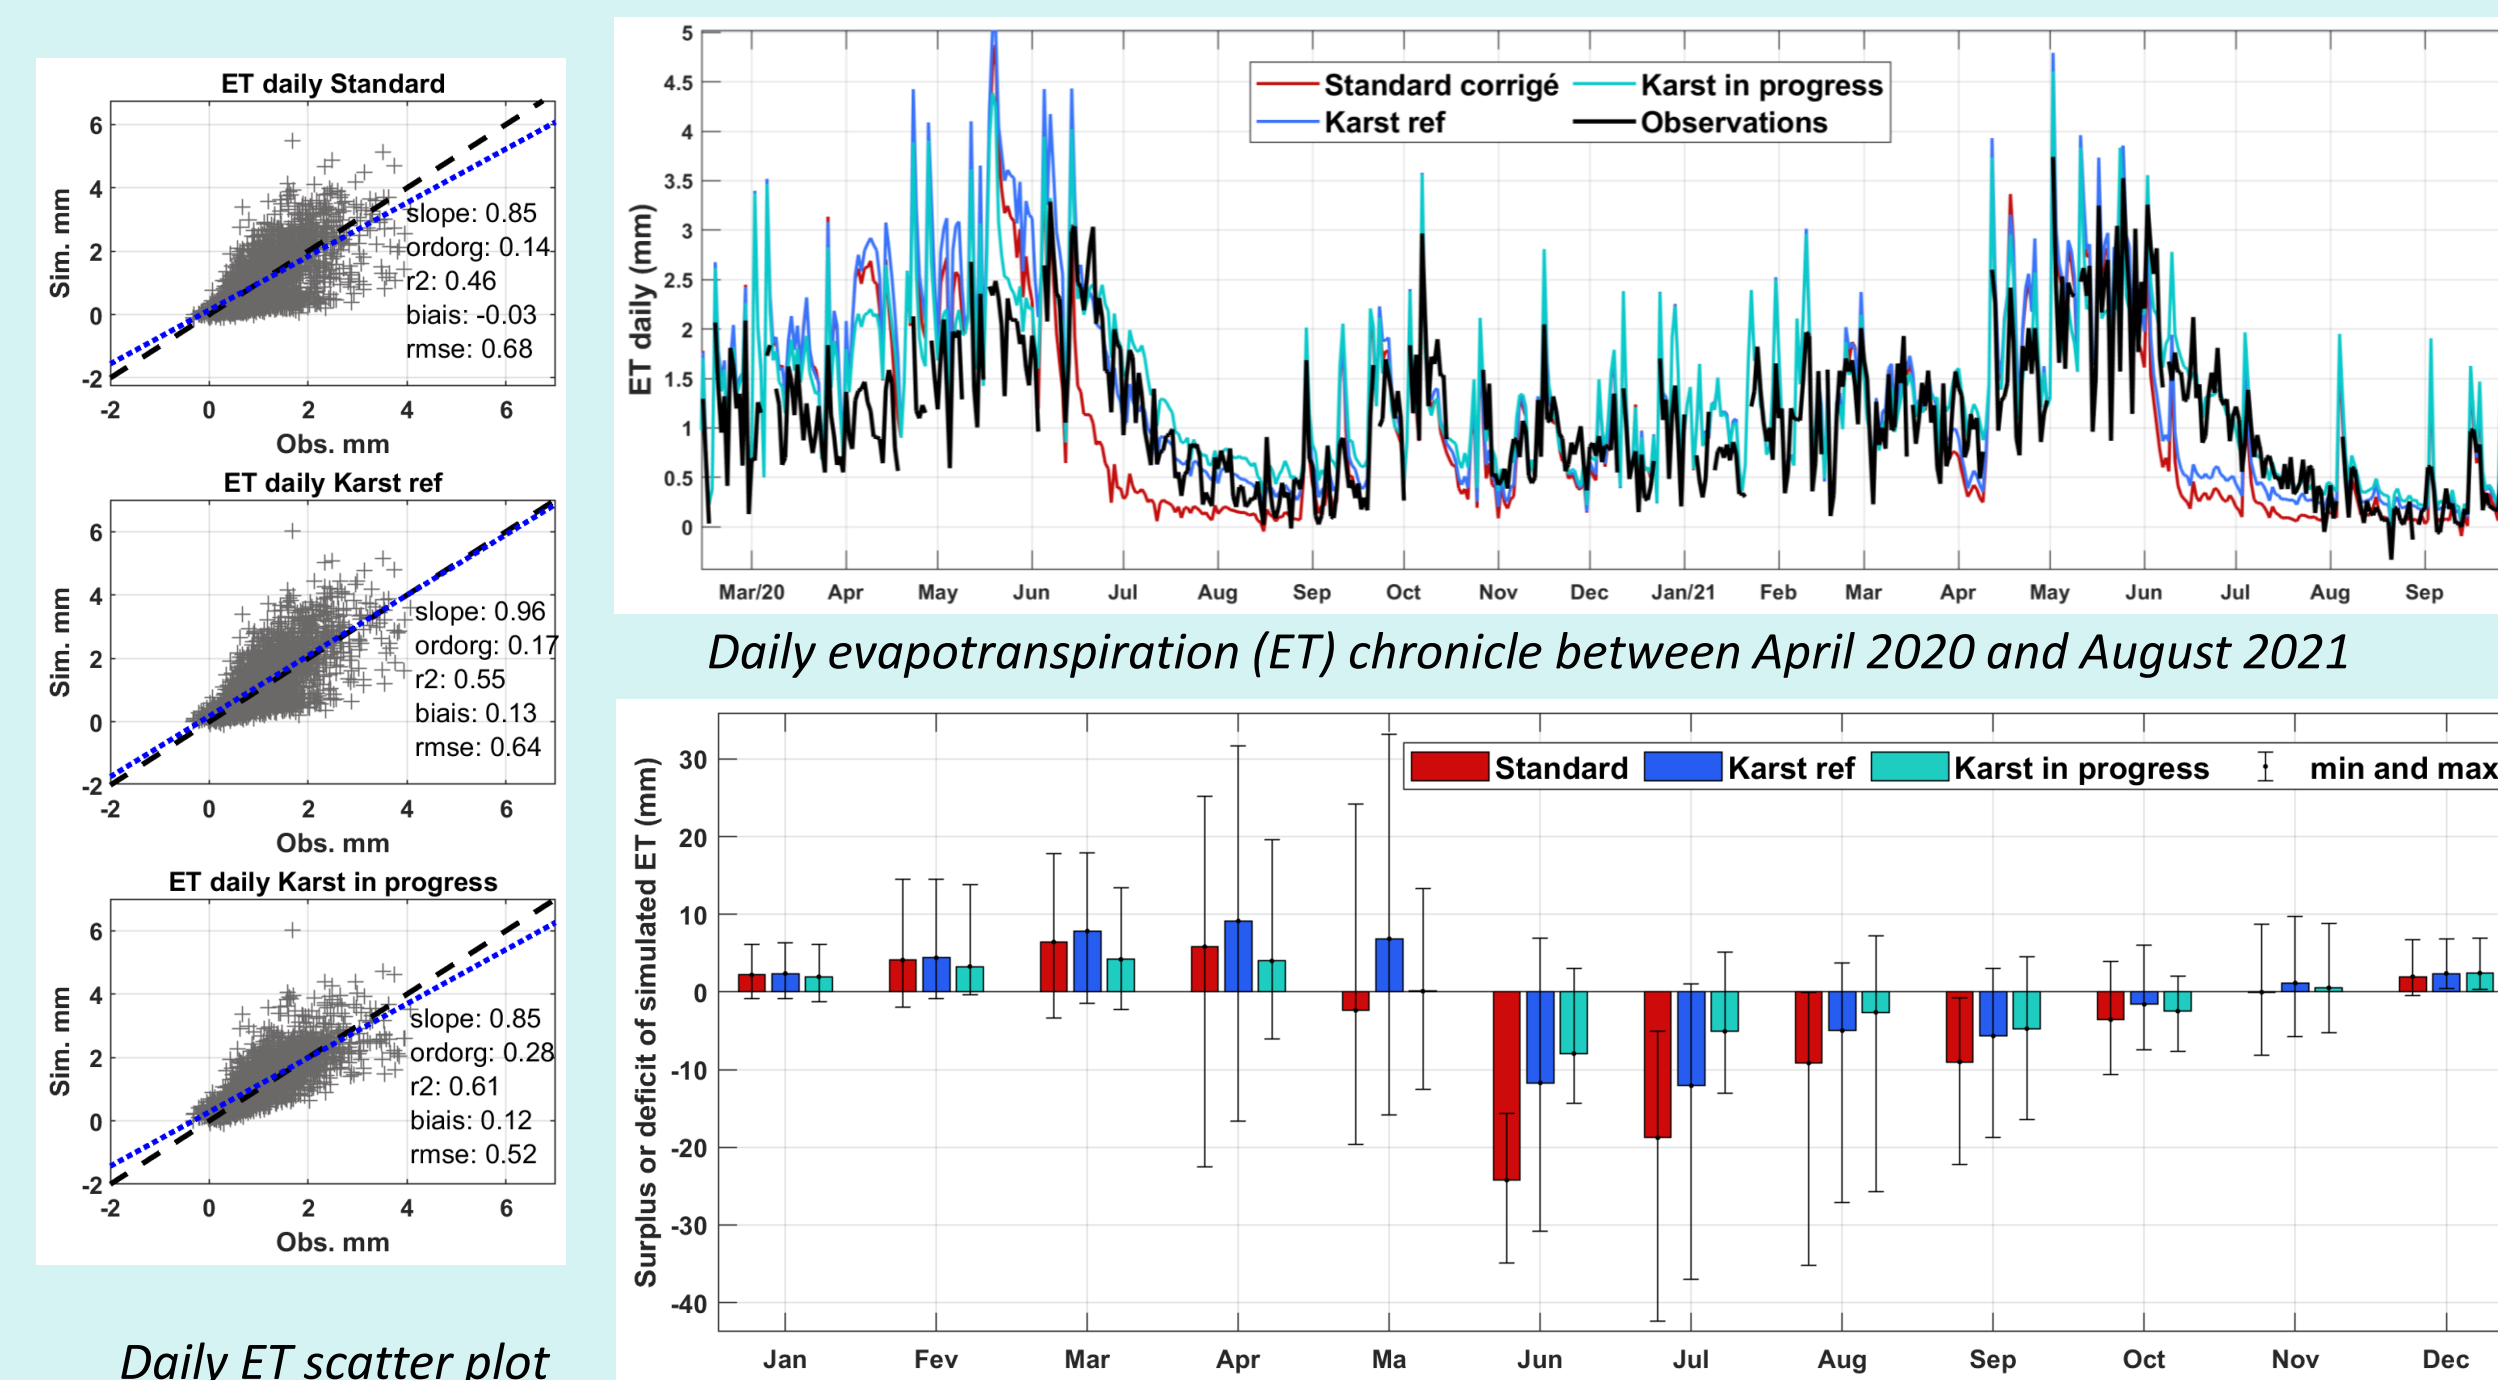 ET daily Standard
6
4
2
0
-2
Sim. mm
slope: 0.85
ordorg: 0.14
r2: 0.46
biais: -0.03
rmse: 0.68
-2 0 2 4 6
Obs. mm
ET daily Karst ref
6
4
2
0
-2
Sim. mm
slope: 0.96
ordorg: 0.17
r2: 0.55
biais: 0.13
rmse: 0.64
-2 0 2 4 6
Obs. mm
ET daily Karst in progress
6
4
2
0
-2
Sim. mm
slope: 0.85
ordorg: 0.28
r2: 0.61
biais: 0.12
rmse: 0.52
-2 0 2 4 6
Obs. mm
Daily ET scatter plot
5
4.5
4
3.5
3
2.5
2
1.5
1
0.5
0
ET daily (mm)
Standard corrigé Karst in progress
Karst ref Observations
Mar/20 Apr May Jun Jul Aug Sep Oct Nov Dec Jan/21 Feb Mar Apr May Jun Jul Aug Sep
Daily evapotranspiration (ET) chronicle between April 2020 and August 2021
30
20
10
0
-10
-20
-30
-40
Surplus or deficit of simulated ET (mm)
Standard Karst ref Karst in progress min and max
Jan Fev Mar Apr Ma Jun Jul Aug Sep Oct Nov Dec